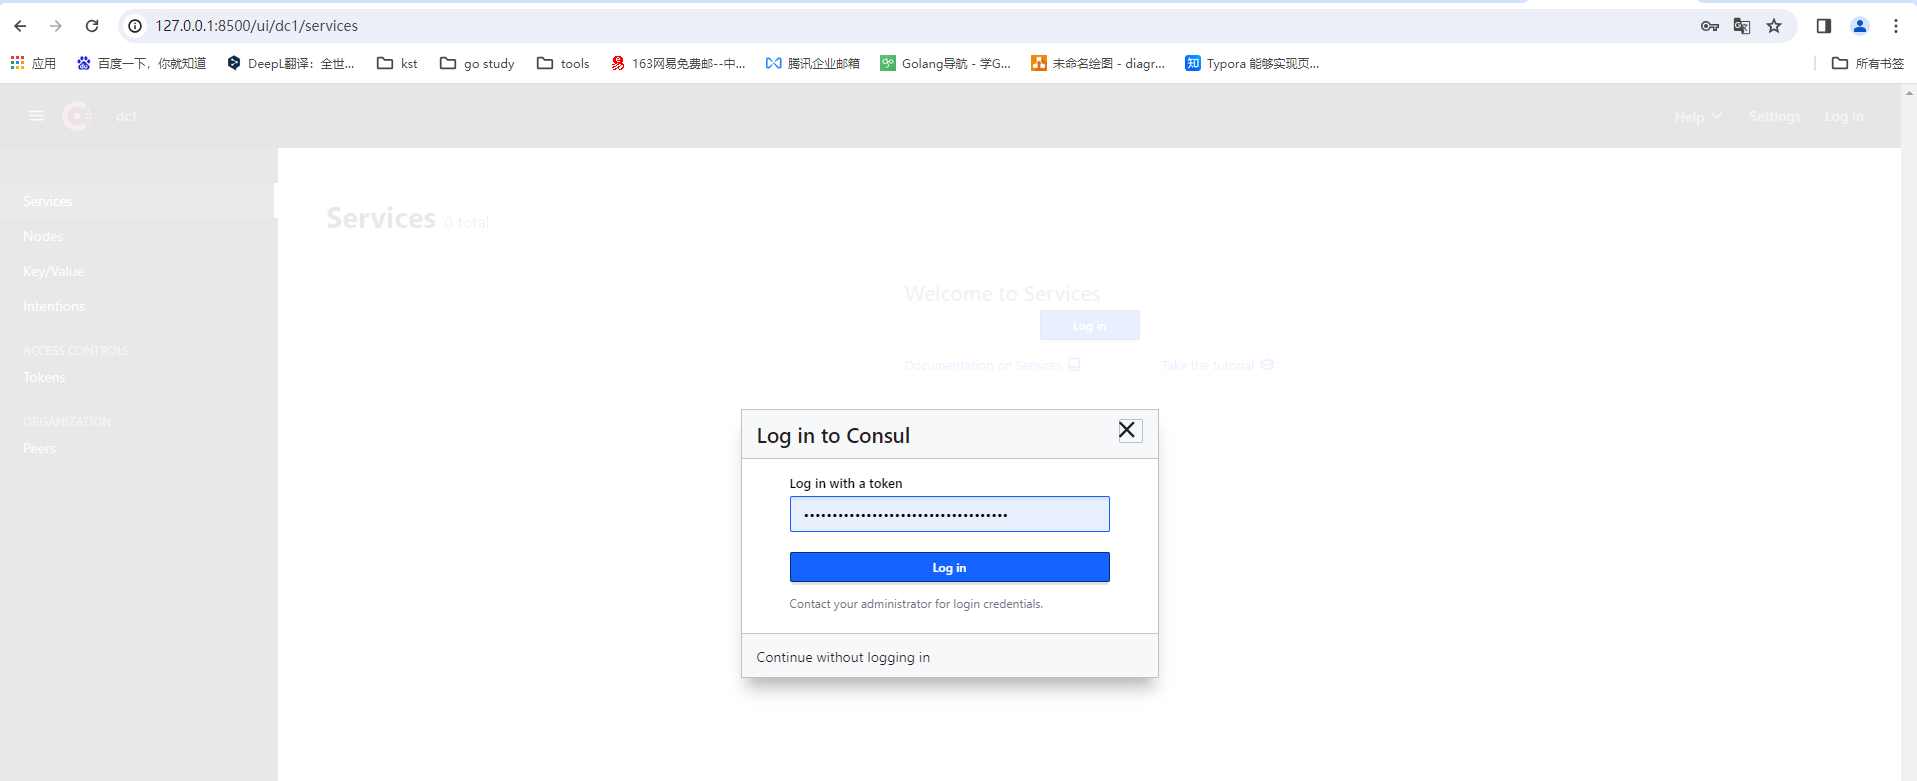 127.0.0.1:8500/ui/dc1/services
应用 百度一下，你就知道 DeepL翻译：全世... kst go study tools 163网易免费邮--中... 腾讯企业邮箱 Golang导航 - 学G... 未命名绘图 - diagr... 知 Typora 能够实现页... 所有书签
dc1 Help Settings Log in
Services
Nodes
Key/Value
Intentions
ACCESS CONTROLS
Tokens
ORGANIZATION
Peers
Services 0 total
Welcome to Services
Log in
Documentation on Services Take the tutorial
Log in to Consul
Log in with a token
••••••••••••••••••••••••••••••••••••
Log in
Contact your administrator for login credentials.
Continue without logging in